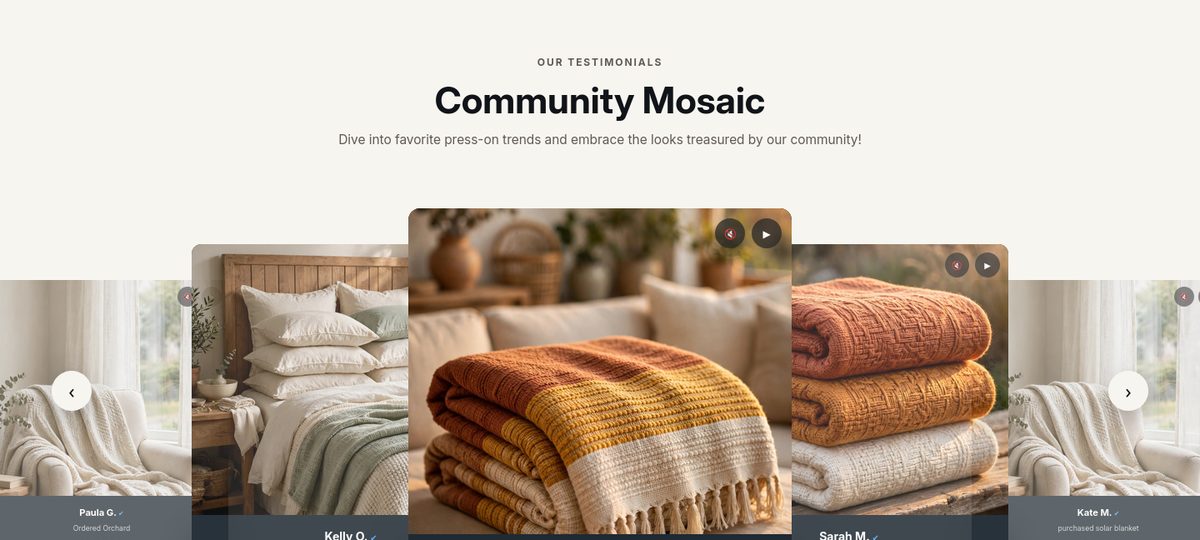 OUR TESTIMONIALS
Community Mosaic
Dive into favorite press-on trends and embrace the looks treasured by our community!
Paula G.
Ordered Orchard
Kelly O.
Sarah M.
Kate M.
purchased solar blanket